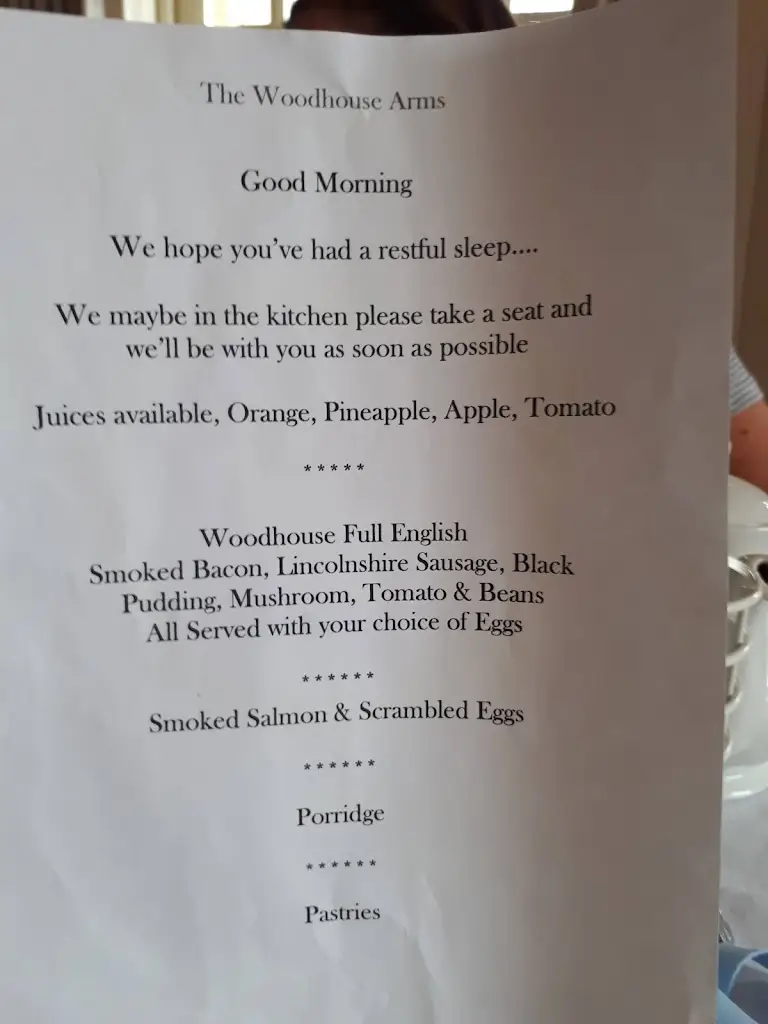 The Woodhouse Arms
Good Morning
We hope you've had a restful sleep....
We maybe in the kitchen please take a seat and
we'll be with you as soon as possible
Juices available, Orange, Pineapple, Apple, Tomato
*****
Woodhouse Full English
Smoked Bacon, Lincolnshire Sausage, Black
Pudding, Mushroom, Tomato & Beans
All Served with your choice of Eggs
******
Smoked Salmon & Scrambled Eggs
******
Porridge
******
Pastries